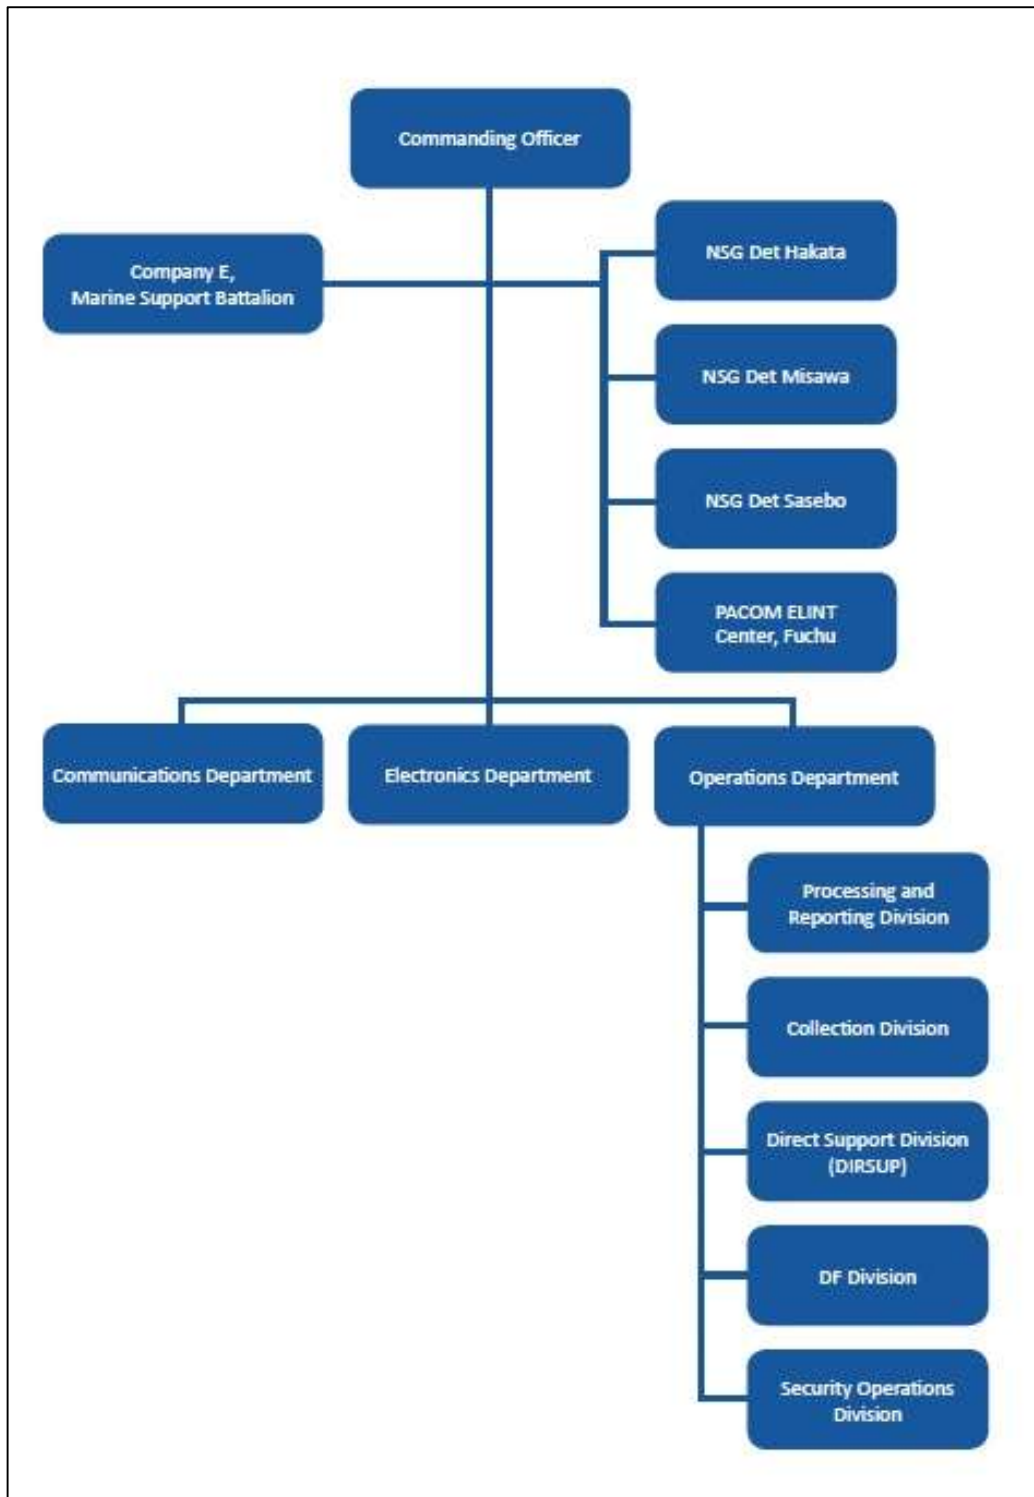 Commanding Officer
Company E,
Marine Support Battalion
NSG Det Hakata
NSG Det Misawa
NSG Det Sasebo
PACOM ELINT
Center, Fuchu
Communications Department
Electronics Department
Operations Department
Processing and
Reporting Division
Collection Division
Direct Support Division
(DIRSUP)
DF Division
Security Operations
Division